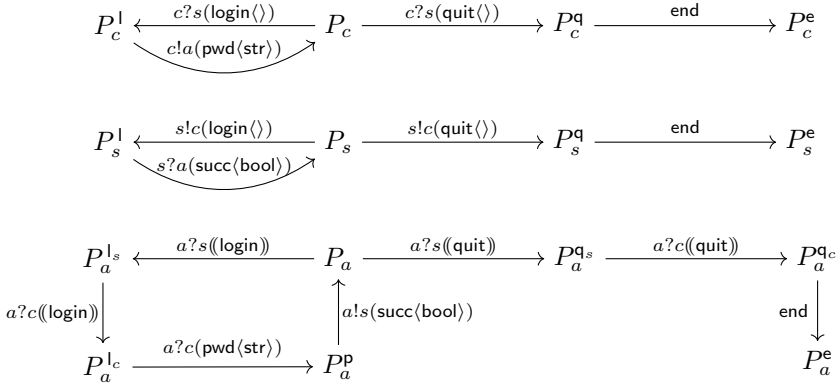 c?s(login⟨⟩) c?s(quit⟨⟩) end
P_c^l P_c P_c^q P_c^e
c!a(pwd⟨str⟩)
s!c(login⟨⟩) s!c(quit⟨⟩) end
P_s^l P_s P_s^q P_s^e
s?a(succ⟨bool⟩)
a?s⦅login⦆ a?s⦅quit⦆ a?c⦅quit⦆
P_a^{l_s} P_a P_a^{q_s} P_a^{q_c}
a?c⦅login⦆ a!s(succ⟨bool⟩) end
a?c(pwd⟨str⟩)
P_a^{l_c} P_a^p P_a^e